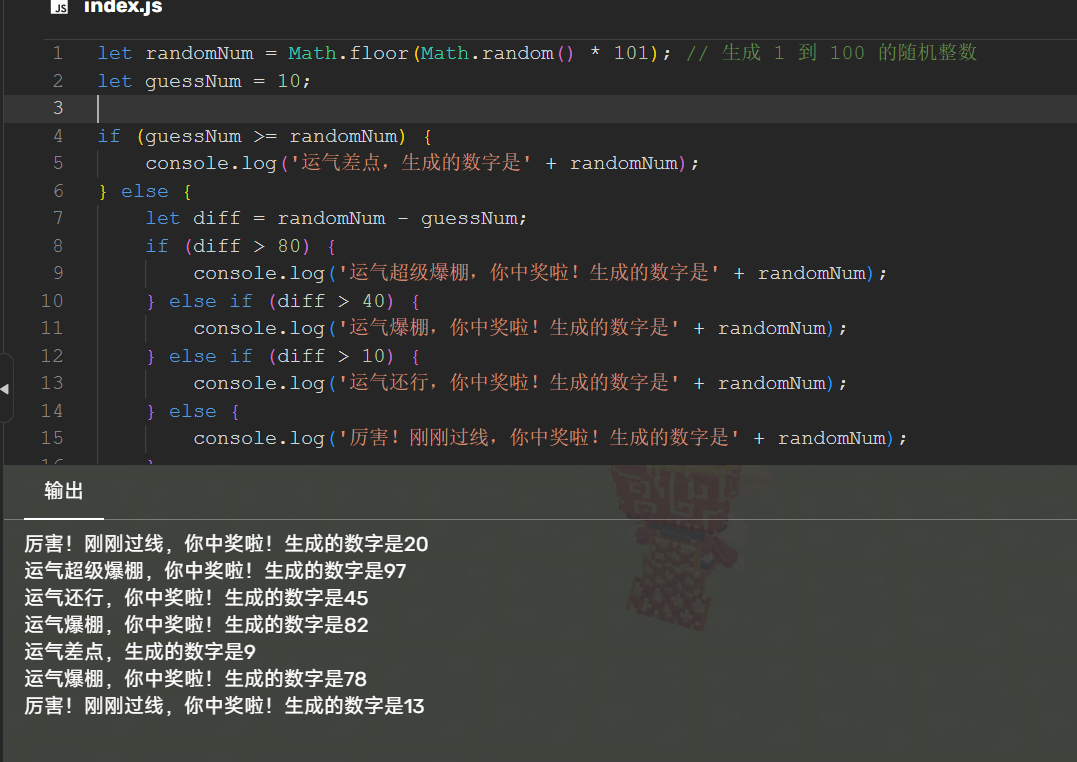 JS index.js
1 let randomNum = Math.floor(Math.random() * 101); // 生成 1 到 100 的随机整数
2 let guessNum = 10;
3
4 if (guessNum >= randomNum) {
5 console.log('运气差点，生成的数字是' + randomNum);
6 } else {
7 let diff = randomNum - guessNum;
8 if (diff > 80) {
9 console.log('运气超级爆棚，你中奖啦！生成的数字是' + randomNum);
10 } else if (diff > 40) {
11 console.log('运气爆棚，你中奖啦！生成的数字是' + randomNum);
12 } else if (diff > 10) {
13 console.log('运气还行，你中奖啦！生成的数字是' + randomNum);
14 } else {
15 console.log('厉害！刚刚过线，你中奖啦！生成的数字是' + randomNum);
16 }
输出
厉害！刚刚过线，你中奖啦！生成的数字是20
运气超级爆棚，你中奖啦！生成的数字是97
运气还行，你中奖啦！生成的数字是45
运气爆棚，你中奖啦！生成的数字是82
运气差点，生成的数字是9
运气爆棚，你中奖啦！生成的数字是78
厉害！刚刚过线，你中奖啦！生成的数字是13